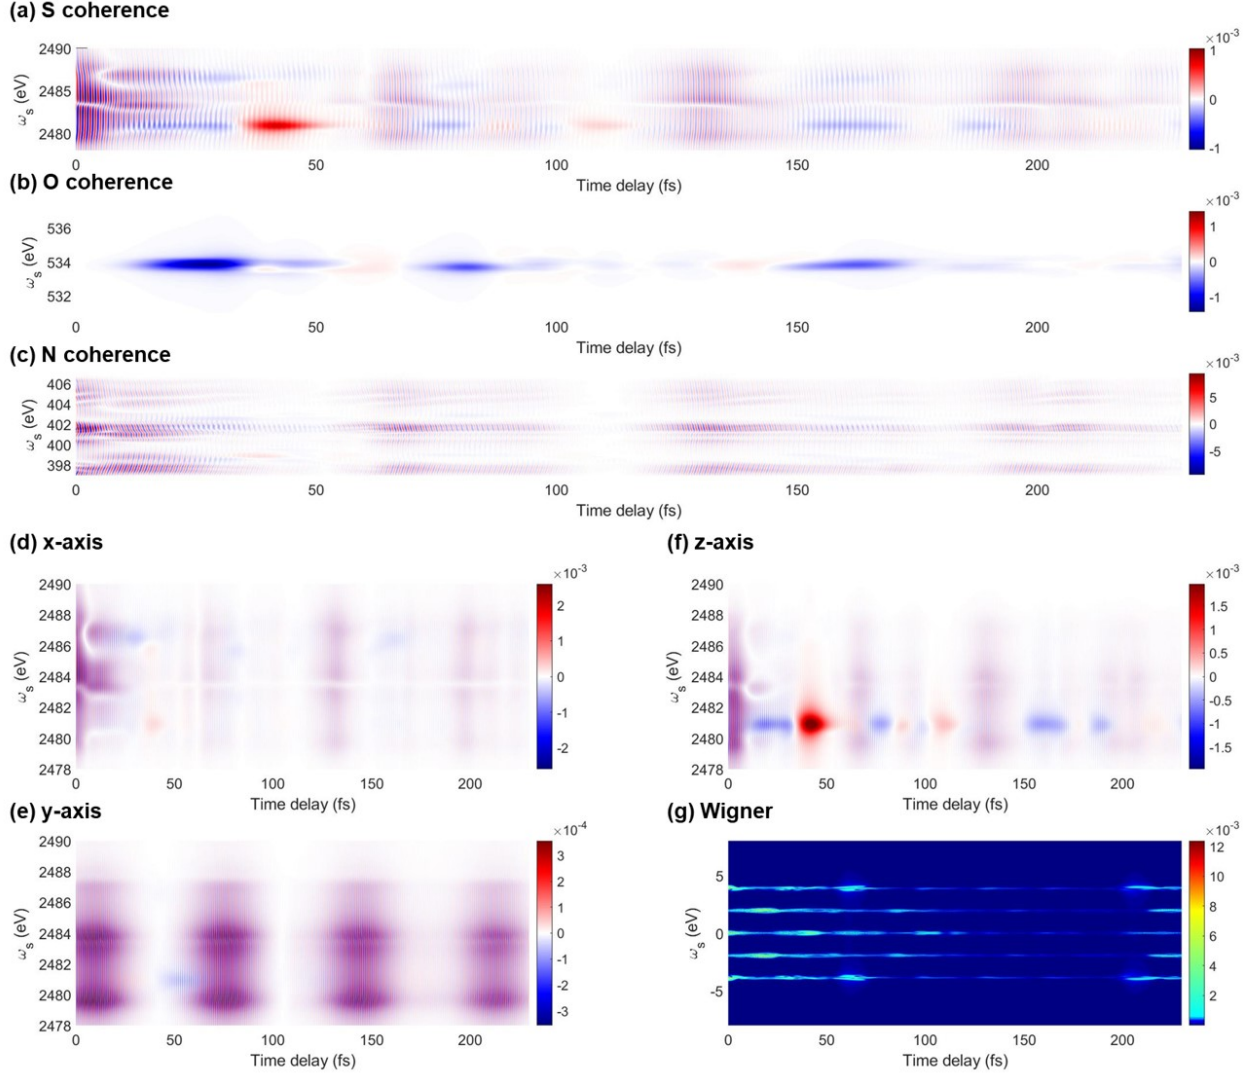 (a) S coherence
×10⁻³
2490
2485
2480
ωs (eV)
1
0
-1
0 50 100 150 200
Time delay (fs)
(b) O coherence
×10⁻³
536
534
532
ωs (eV)
1
0
-1
0 50 100 150 200
Time delay (fs)
(c) N coherence
×10⁻³
406
404
402
400
398
ωs (eV)
5
0
-5
0 50 100 150 200
Time delay (fs)
(d) x-axis
×10⁻³
2490
2488
2486
2484
2482
2480
2478
ωs (eV)
2
1
0
-1
-2
0 50 100 150 200
Time delay (fs)
(e) y-axis
×10⁻⁴
2490
2488
2486
2484
2482
2480
2478
ωs (eV)
3
2
1
0
-1
-2
-3
0 50 100 150 200
Time delay (fs)
(f) z-axis
×10⁻³
2490
2488
2486
2484
2482
2480
2478
ωs (eV)
1.5
1
0.5
0
-0.5
-1
-1.5
0 50 100 150 200
Time delay (fs)
(g) Wigner
×10⁻³
5
0
-5
ωs (eV)
12
10
8
6
4
2
0 50 100 150 200
Time delay (fs)